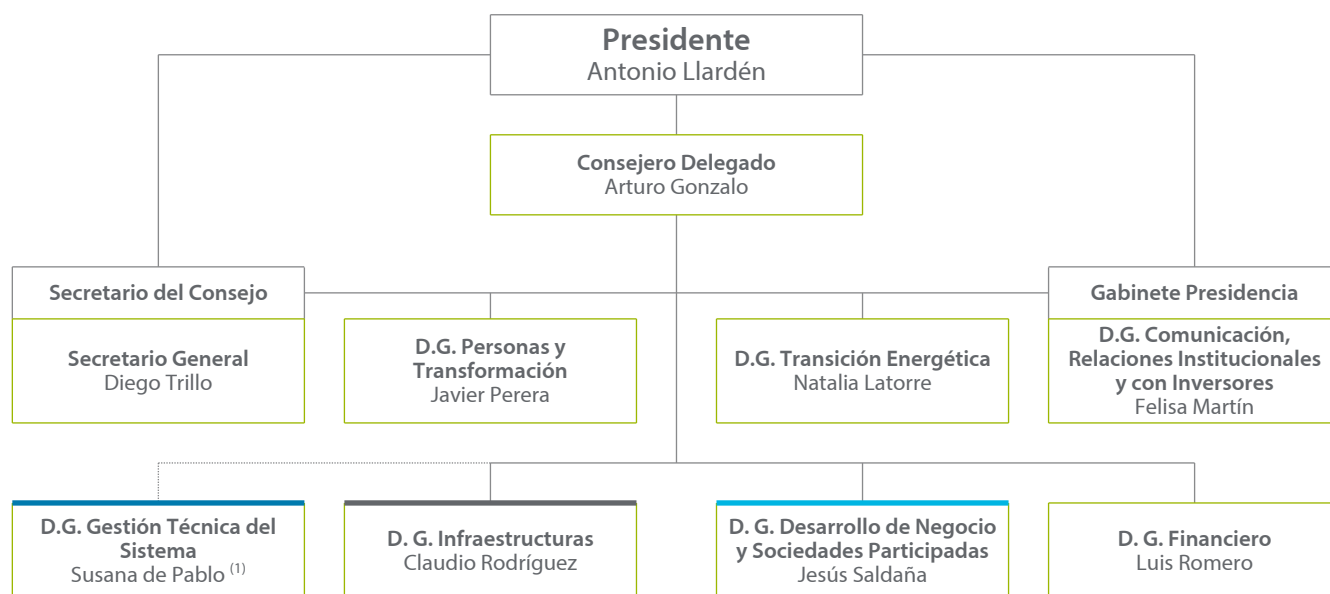 Presidente
Antonio Llardén
Consejero Delegado
Arturo Gonzalo
Secretario del Consejo
Gabinete Presidencia
Secretario General
Diego Trillo
D.G. Personas y
Transformación
Javier Perera
D.G. Transición Energética
Natalia Latorre
D.G. Comunicación,
Relaciones Institucionales
y con Inversores
Felisa Martín
D.G. Gestión Técnica del
Sistema
Susana de Pablo (1)
D. G. Infraestructuras
Claudio Rodríguez
D. G. Desarrollo de Negocio
y Sociedades Participadas
Jesús Saldaña
D. G. Financiero
Luis Romero